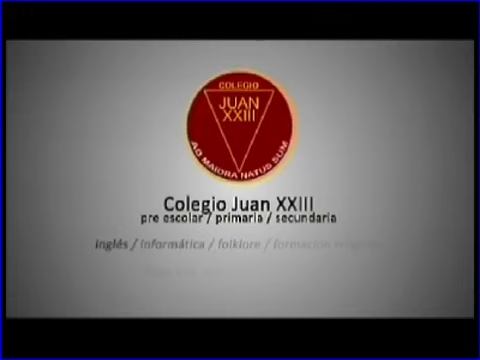 COLEGIO
JUAN
XXIII
AD MAIORA NATUS SUM
Colegio Juan XXIII
pre escolar / primaria / secundaria
inglés / informática / folklore / formación